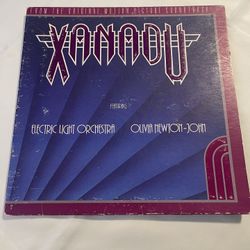 FROM THE ORIGINAL MOTION PICTURE SOUNDTRACK
XANADU
FEATURING
ELECTRIC LIGHT ORCHESTRA OLIVIA NEWTON-JOHN